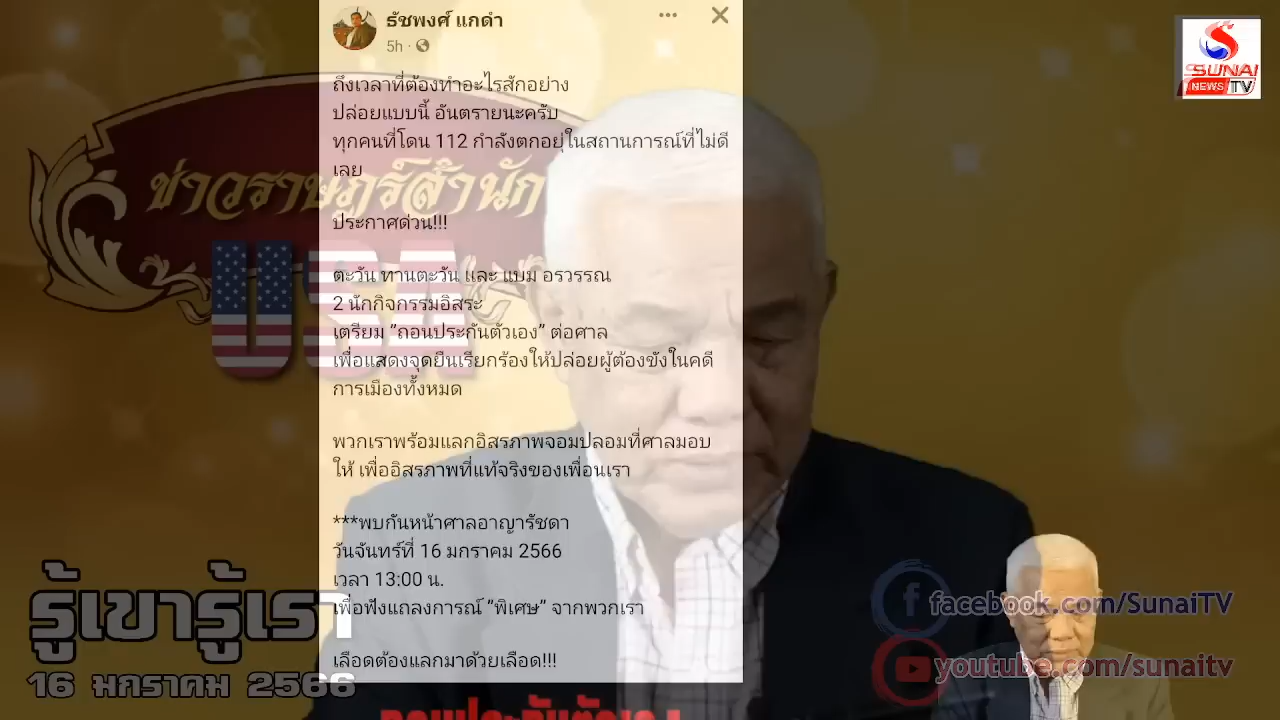 ธัชพงศ์ แกดำ
5h
ถึงเวลาที่ต้องทำอะไรสักอย่าง
ปล่อยแบบนี้ อันตรายนะครับ
ทุกคนที่โดน 112 กำลังตกอยู่ในสถานการณ์ที่ไม่ดี
เลย
ประกาศด่วน!!!
ตะวัน ทานตะวัน และ แบม อรวรรณ
2 นักกิจกรรมอิสระ
เตรียม "ถอนประกันตัวเอง" ต่อศาล
เพื่อแสดงจุดยืนเรียกร้องให้ปล่อยผู้ต้องขังในคดี
การเมืองทั้งหมด
พวกเราพร้อมแลกอิสรภาพจอมปลอมที่ศาลมอบ
ให้ เพื่ออิสรภาพที่แท้จริงของเพื่อนเรา
***พบกันหน้าศาลอาญารัชดา
วันจันทร์ที่ 16 มกราคม 2566
เวลา 13:00 น.
เพื่อฟังแถลงการณ์ "พิเศษ" จากพวกเรา
เลือดต้องแลกมาด้วยเลือด!!!
ข่าวราษฎร์สำนัก
USA
SUNAI
NEWS TV
รู้เขารู้เรา
16 มกราคม 2566
facebook.com/SunaiTV
youtube.com/sunaitv